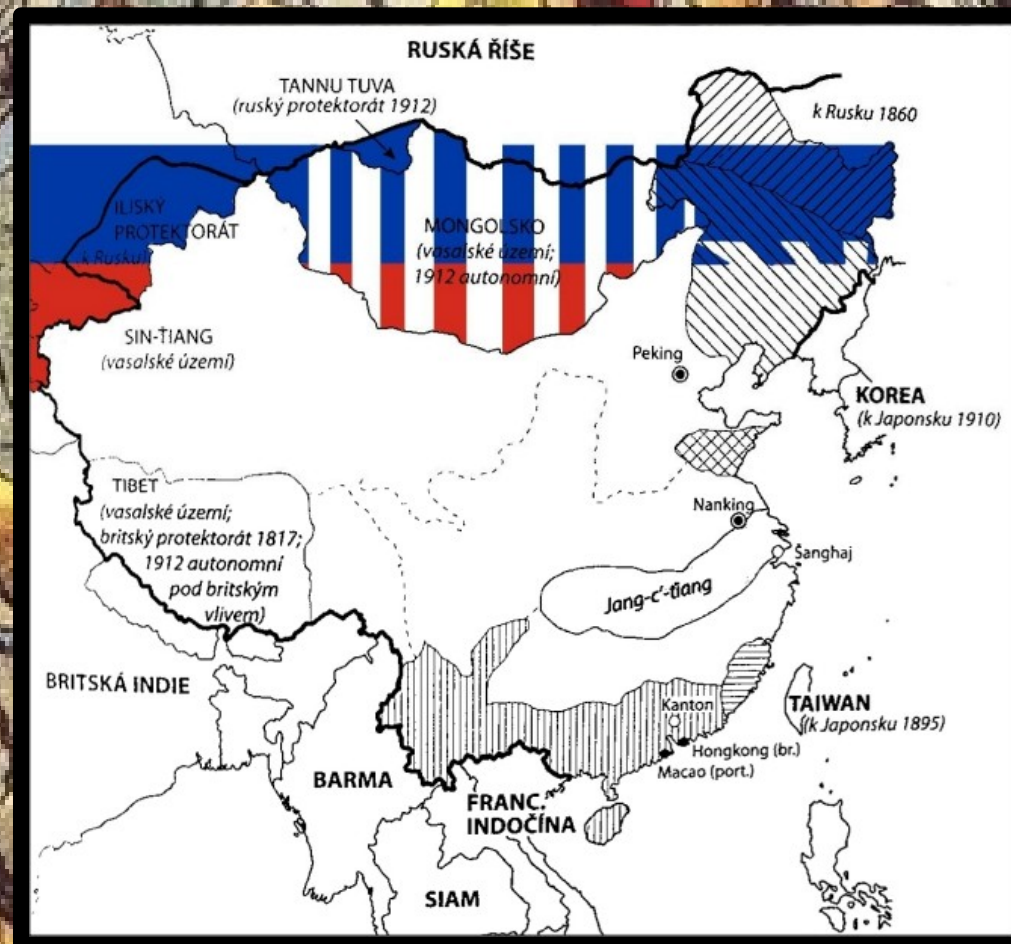 RUSKÁ ŘÍŠE
TANNU TUVA
(ruský protektorát 1912)
k Rusku 1860
ILIJSKÝ
PROTEKTORÁT
k Rusku
MONGOLSKO
(vasalské území;
1912 autonomní)
SIN-ŤIANG
(vasalské území)
Peking
KOREA
(k Japonsku 1910)
TIBET
(vasalské území;
britský protektorát 1817;
1912 autonomní
pod britským
vlivem)
Nanking
Šanghaj
Jang-c'-ťiang
BRITSKÁ INDIE
Kanton
TAIWAN
(k Japonsku 1895)
Hongkong (br.)
Macao (port.)
BARMA
FRANC.
INDOČÍNA
SIAM